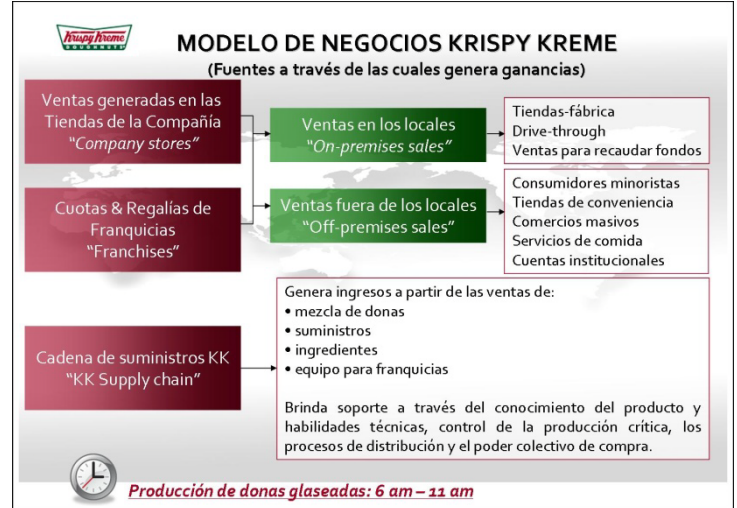 Krispy Kreme
DOUGHNUTS
MODELO DE NEGOCIOS KRISPY KREME
(Fuentes a través de las cuales genera ganancias)
Ventas generadas en las
Tiendas de la Compañía
“Company stores”
Ventas en los locales
“On-premises sales”
Tiendas-fábrica
Drive-through
Ventas para recaudar fondos
Cuotas & Regalías de
Franquicias
“Franchises”
Ventas fuera de los locales
“Off-premises sales”
Consumidores minoristas
Tiendas de conveniencia
Comercios masivos
Servicios de comida
Cuentas institucionales
Cadena de suministros KK
“KK Supply chain”
Genera ingresos a partir de las ventas de:
• mezcla de donas
• suministros
• ingredientes
• equipo para franquicias
Brinda soporte a través del conocimiento del producto y
habilidades técnicas, control de la producción crítica, los
procesos de distribución y el poder colectivo de compra.
Producción de donas glaseadas: 6 am – 11 am